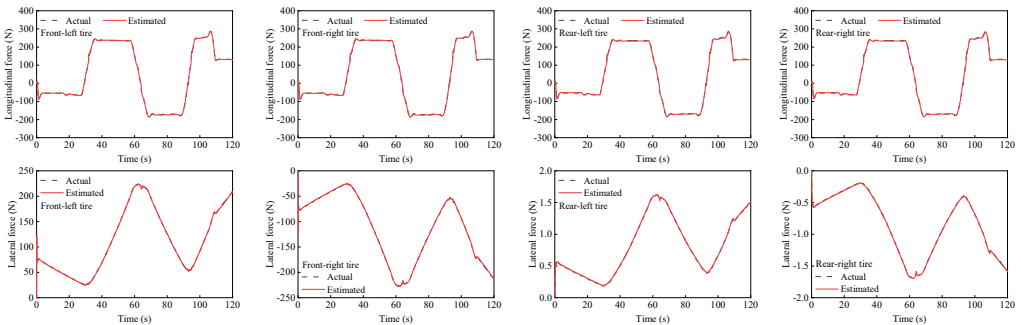 400
300
200
100
0
-100
-200
-300
Longitudinal force (N)
Actual Estimated
Front-left tire
0 20 40 60 80 100 120
Time (s)
400
300
200
100
0
-100
-200
-300
Longitudinal force (N)
Actual Estimated
Front-right tire
0 20 40 60 80 100 120
Time (s)
400
300
200
100
0
-100
-200
-300
Longitudinal force (N)
Actual Estimated
Rear-left tire
0 20 40 60 80 100 120
Time (s)
400
300
200
100
0
-100
-200
-300
Longitudinal force (N)
Actual Estimated
Rear-right tire
0 20 40 60 80 100 120
Time (s)
250
200
150
100
50
0
Lateral force (N)
Actual
Estimated
Front-left tire
0 20 40 60 80 100 120
Time (s)
0
-50
-100
-150
-200
-250
Lateral force (N)
Front-right tire
Actual
Estimated
0 20 40 60 80 100 120
Time (s)
2.0
1.5
1.0
0.5
0.0
Lateral force (N)
Actual
Estimated
Rear-left tire
0 20 40 60 80 100 120
Time (s)
0.0
-0.5
-1.0
-1.5
-2.0
Lateral force (N)
Rear-right tire
Actual
Estimated
0 20 40 60 80 100 120
Time (s)